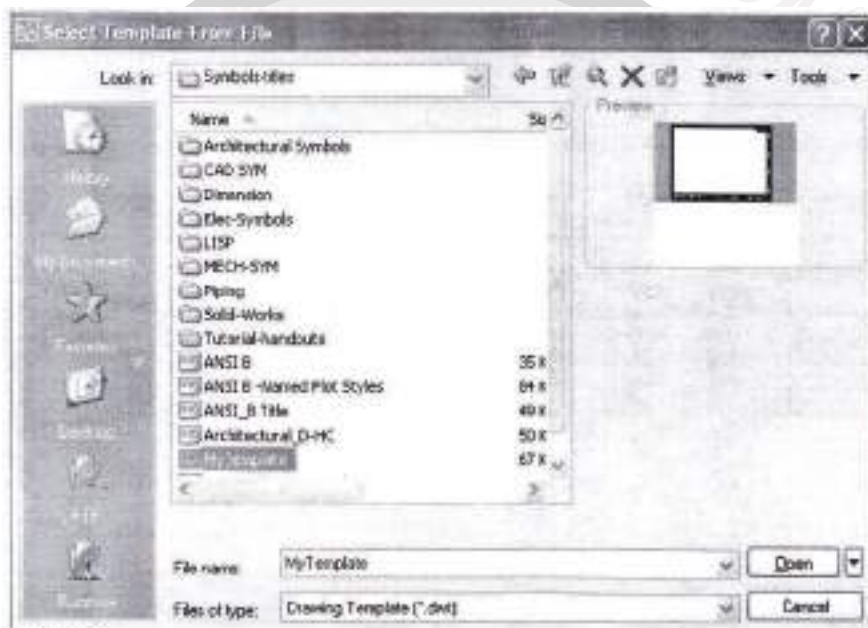 Select Template From File
Look in: Symbols-titles Views Tools
Name Preview
Architectural Symbols
CAD SYM
Dimension
Elec-Symbols
LISP
MECH-SYM
Piping
Solid-Works
Tutorial-handouts
ANSI B 35 K
ANSI B -Named Plot Styles 84 K
ANSI_B Title 49 K
Architectural_D-HC 50 K
MyTemplate 67 K
File name: MyTemplate Open
Files of type: Drawing Template (*.dwt) Cancel